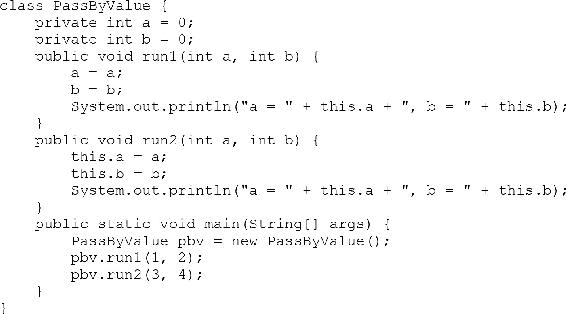 class PassByValue {
    private int a = 0;
    private int b = 0;
    public void run1(int a, int b) {
        a = a;
        b = b;
        System.out.println("a = " + this.a + ", b = " + this.b);
    }
    public void run2(int a, int b) {
        this.a = a;
        this.b = b;
        System.out.println("a = " + this.a + ", b = " + this.b);
    }
    public static void main(String[] args) {
        PassByValue pbv = new PassByValue();
        pbv.run1(1, 2);
        pbv.run2(3, 4);
    }
}